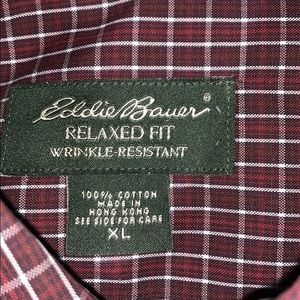 Eddie Bauer®
RELAXED FIT
WRINKLE-RESISTANT
100% COTTON
MADE IN
HONG KONG
SEE SIDE FOR CARE
XL